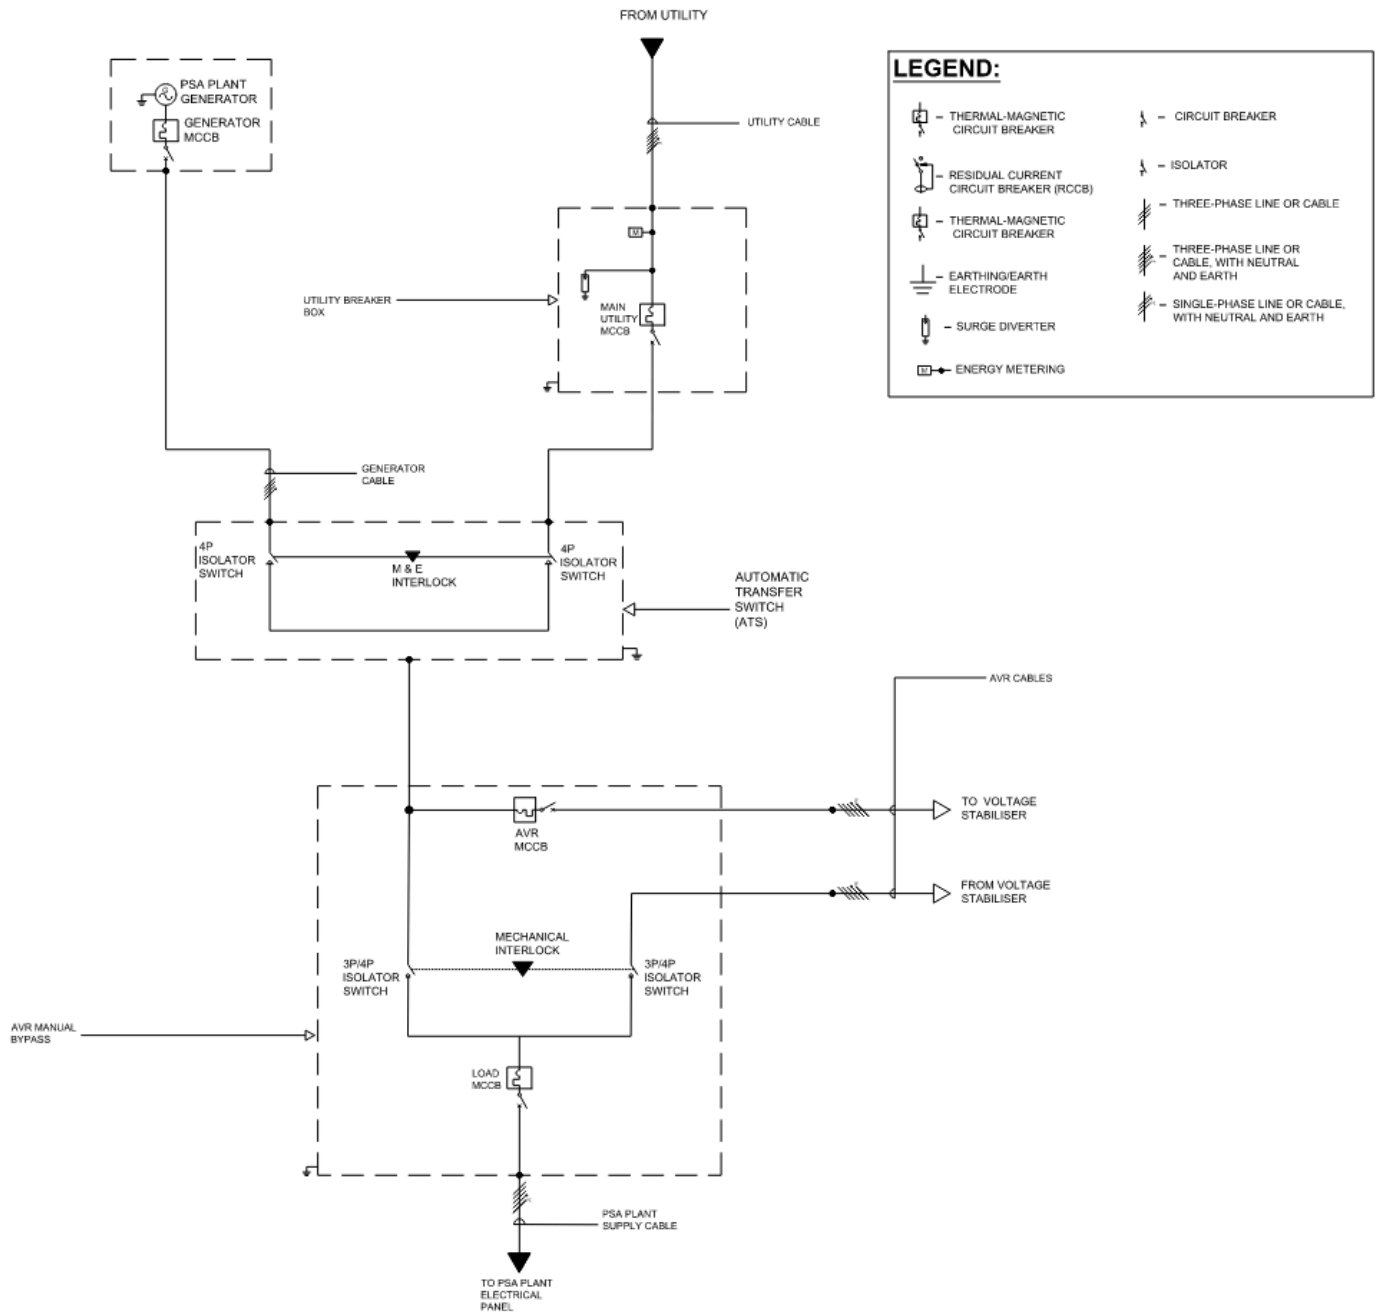 FROM UTILITY
PSA PLANT
GENERATOR
GENERATOR
MCCB
UTILITY CABLE
M
UTILITY BREAKER
BOX
MAIN
UTILITY
MCCB
GENERATOR
CABLE
4P
ISOLATOR
SWITCH
M & E
INTERLOCK
4P
ISOLATOR
SWITCH
AUTOMATIC
TRANSFER
SWITCH
(ATS)
AVR CABLES
AVR
MCCB
TO VOLTAGE
STABILISER
FROM VOLTAGE
STABILISER
MECHANICAL
INTERLOCK
3P/4P
ISOLATOR
SWITCH
3P/4P
ISOLATOR
SWITCH
AVR MANUAL
BYPASS
LOAD
MCCB
PSA PLANT
SUPPLY CABLE
TO PSA PLANT
ELECTRICAL
PANEL
LEGEND:
– THERMAL-MAGNETIC
CIRCUIT BREAKER
– RESIDUAL CURRENT
CIRCUIT BREAKER (RCCB)
– THERMAL-MAGNETIC
CIRCUIT BREAKER
– EARTHING/EARTH
ELECTRODE
– SURGE DIVERTER
M
– ENERGY METERING
– CIRCUIT BREAKER
– ISOLATOR
– THREE-PHASE LINE OR CABLE
– THREE-PHASE LINE OR
CABLE, WITH NEUTRAL
AND EARTH
– SINGLE-PHASE LINE OR CABLE,
WITH NEUTRAL AND EARTH